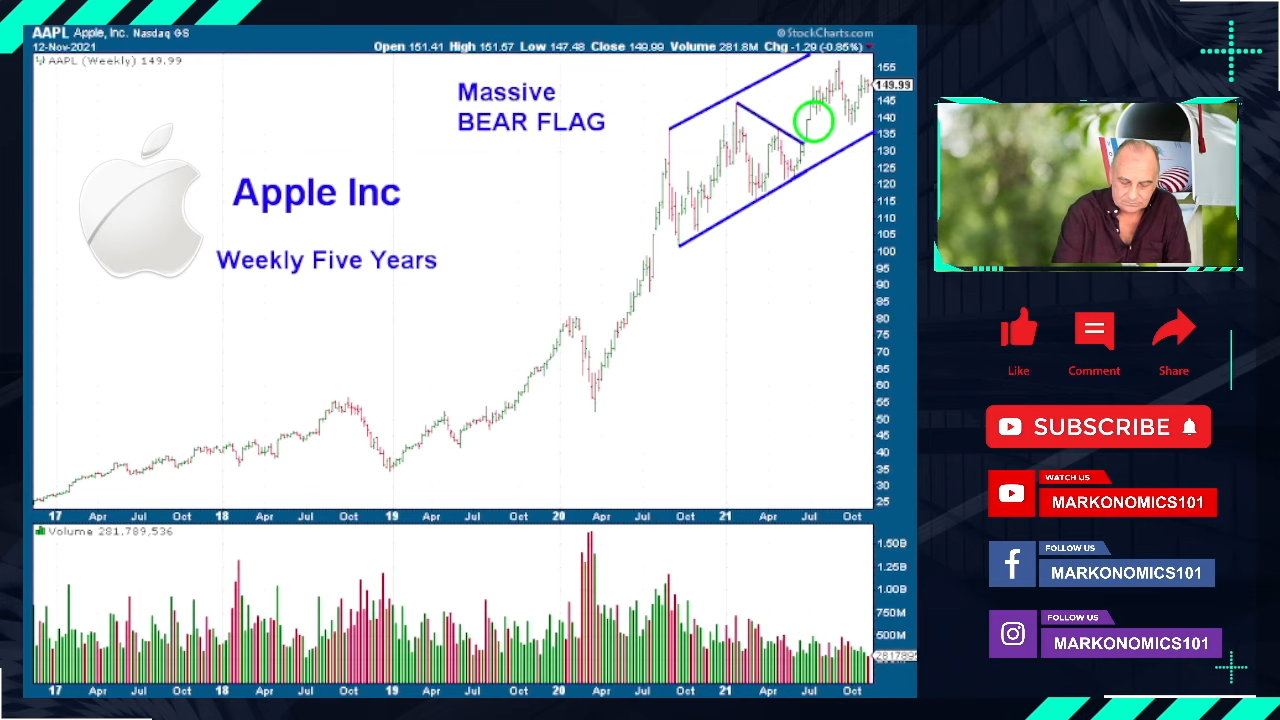 AAPL Apple, Inc. Nasdaq GS
© StockCharts.com
12-Nov-2021
Open 151.41 High 151.57 Low 147.48 Close 149.99 Volume 281.8M Chg -1.29 (-0.85%)
AAPL (Weekly) 149.99
Massive
BEAR FLAG
Apple Inc
Weekly Five Years
155
149.99
145
140
135
130
125
120
115
110
105
100
95
90
85
80
75
70
65
60
55
50
45
40
35
30
25
17 Apr Jul Oct 18 Apr Jul Oct 19 Apr Jul Oct 20 Apr Jul Oct 21 Apr Jul Oct
Volume 281,789,536
1.50B
1.25B
1.00B
750M
500M
17 Apr Jul Oct 18 Apr Jul Oct 19 Apr Jul Oct 20 Apr Jul Oct 21 Apr Jul Oct
Like Comment Share
SUBSCRIBE
WATCH US
MARKONOMICS101
FOLLOW US
MARKONOMICS101
FOLLOW US
MARKONOMICS101